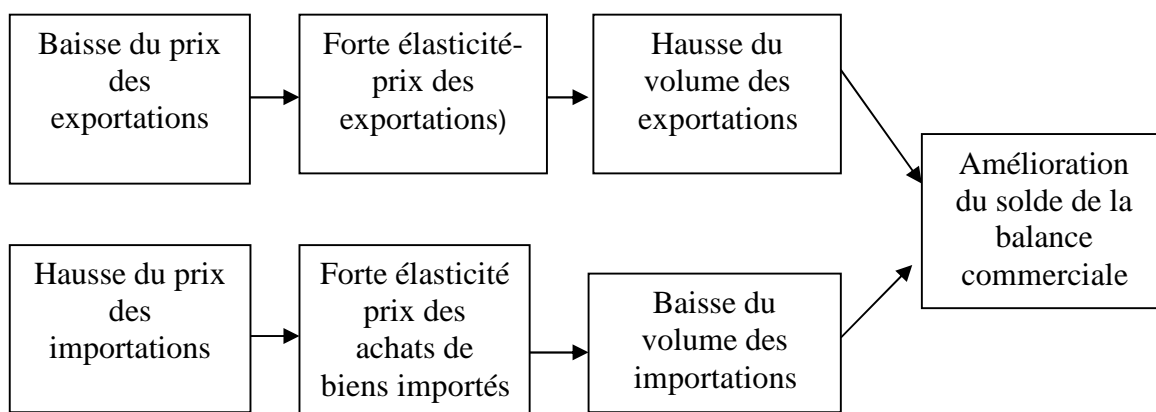 Baisse du prix
des
exportations
Forte élasticité-
prix des
exportations)
Hausse du
volume des
exportations
Amélioration
du solde de la
balance
commerciale
Hausse du prix
des
importations
Forte élasticité
prix des
achats de
biens importés
Baisse du
volume des
importations